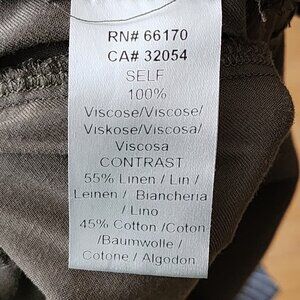 RN# 66170
CA# 32054
SELF
100%
Viscose/Viscose/
Viskose/Viscosa/
Viscosa
CONTRAST
55% Linen / Lin /
Leinen / Biancheria
/ Lino
45% Cotton /Coton
/Baumwolle /
Cotone / Algodon